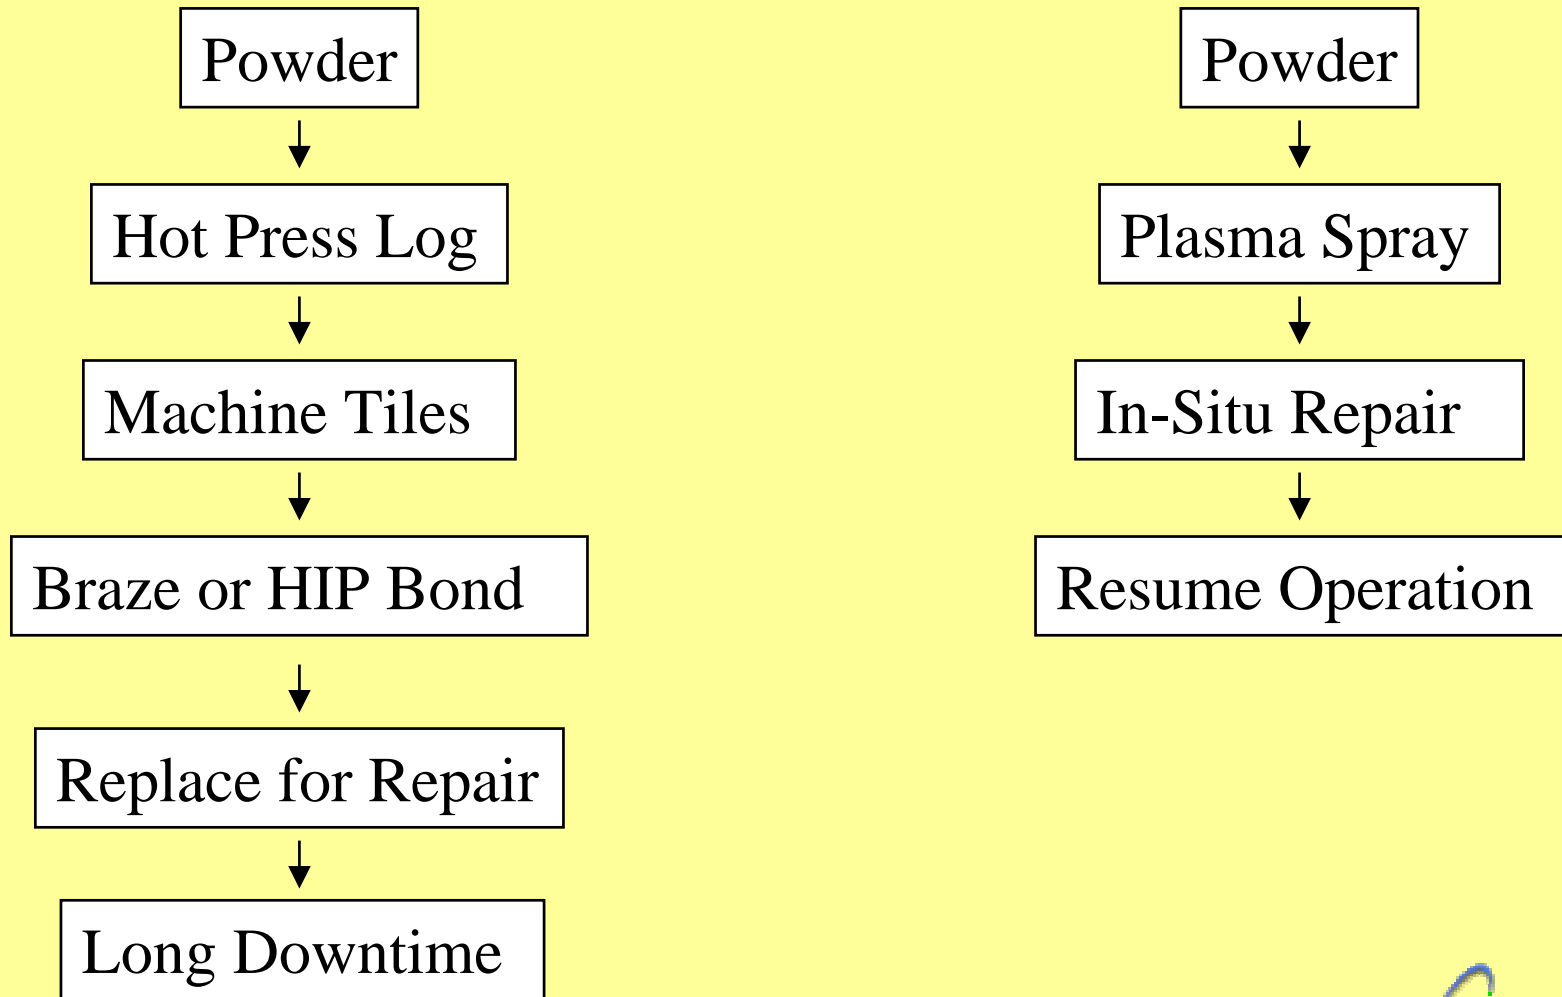 Powder
Hot Press Log
Machine Tiles
Braze or HIP Bond
Replace for Repair
Long Downtime
Powder
Plasma Spray
In-Situ Repair
Resume Operation